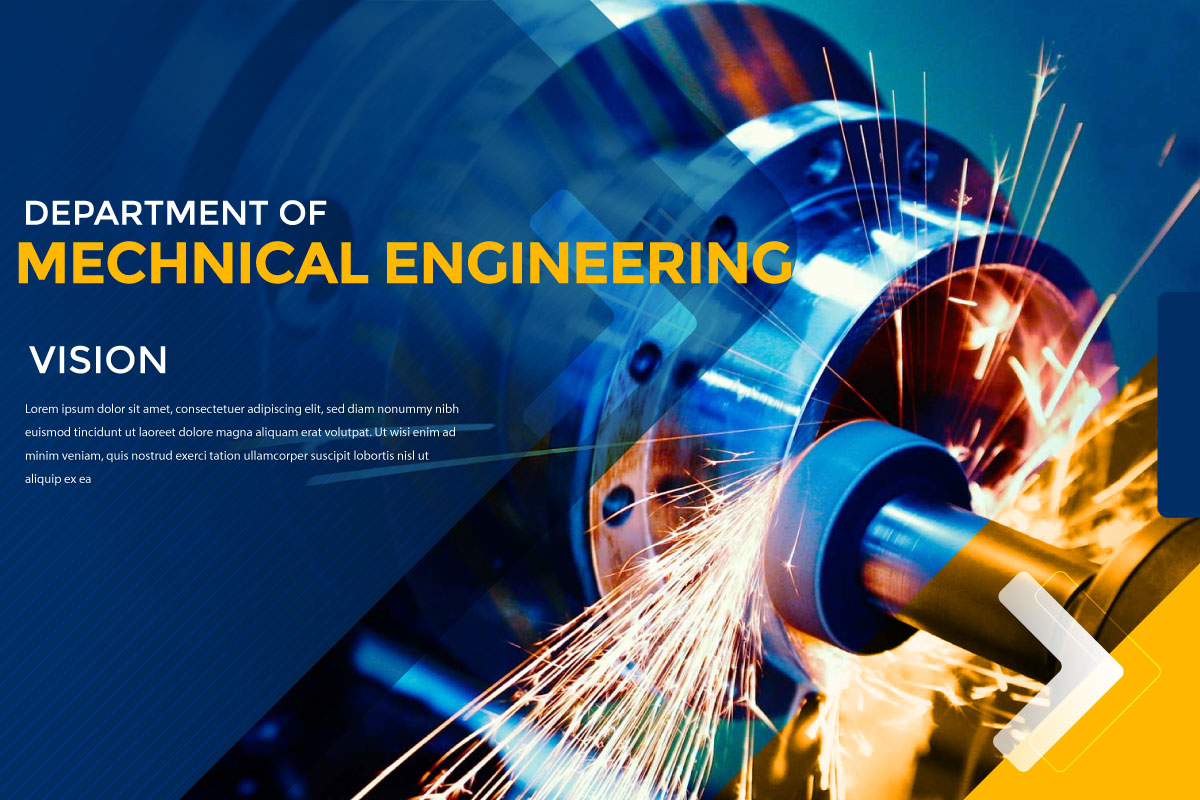 DEPARTMENT OF
MECHNICAL ENGINEERING
VISION
Lorem ipsum dolor sit amet, consectetuer adipiscing elit, sed diam nonummy nibh
euismod tincidunt ut laoreet dolore magna aliquam erat volutpat. Ut wisi enim ad
minim veniam, quis nostrud exerci tation ullamcorper suscipit lobortis nisl ut
aliquip ex ea